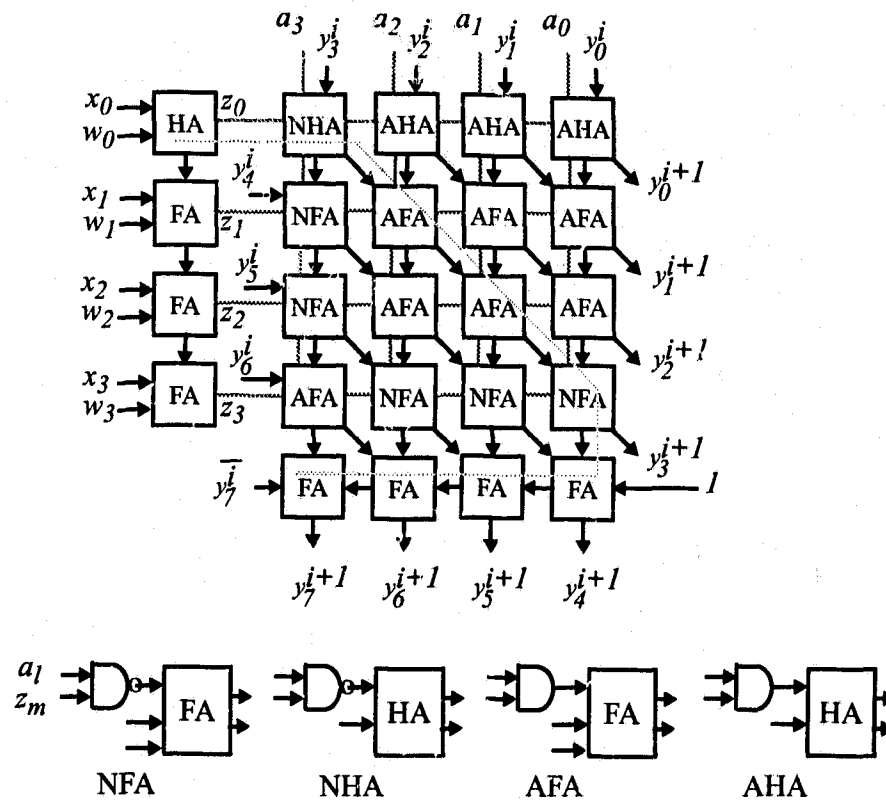 a₃ a₂ a₁ a₀
y₃ⁱ y₂ⁱ y₁ⁱ y₀ⁱ
x₀ HA z₀ NHA AHA AHA AHA
w₀
y₄ⁱ y₀ⁱ⁺¹
x₁ FA z₁ NFA AFA AFA AFA
w₁
y₅ⁱ y₁ⁱ⁺¹
x₂ FA z₂ NFA AFA AFA AFA
w₂
y₆ⁱ y₂ⁱ⁺¹
x₃ FA z₃ AFA NFA NFA NFA
w₃
y₃ⁱ⁺¹
y̅₇ⁱ FA FA FA FA 1
y₇ⁱ⁺¹ y₆ⁱ⁺¹ y₅ⁱ⁺¹ y₄ⁱ⁺¹
a_l
z_m FA HA FA HA
NFA NHA AFA AHA